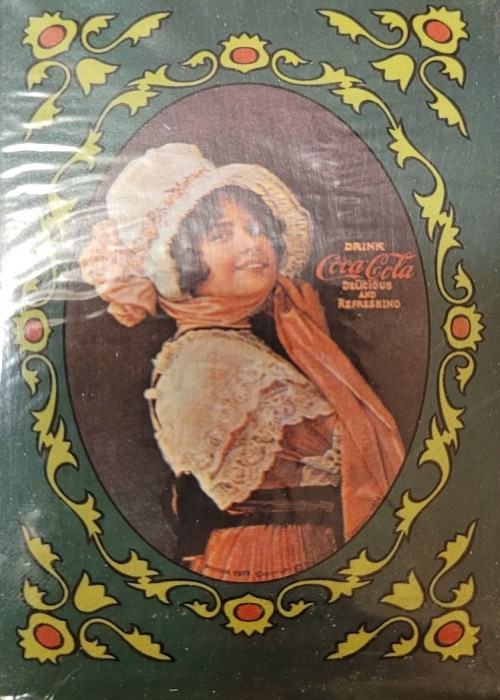 DRINK
Coca-Cola
DELICIOUS
AND
REFRESHING